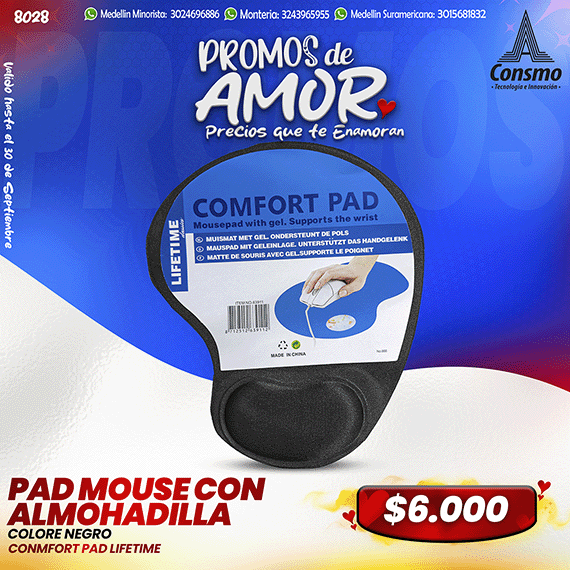 8028
Medellin Minorista: 3024696886
Monteria: 3243965955
Medellin Suramericana: 3015681832
Consmo
- Tecnología e Innovación -
Valido hasta el 30 de Septiembre
PROMOS
PROMOS de
AMOR
Precios que te Enamoran
COMFORT PAD
Mousepad with gel. Supports the wrist
LIFETIME
MUISMAT MET GEL. ONDERSTEUNT DE POLS
MAUSPAD MIT GELEINLAGE. UNTERSTÜTZT DAS HANDGELENK
MATTE DE SOURIS AVEC GEL.SUPPORTE LE POIGNET
MADE IN CHINA
PAD MOUSE CON
ALMOHADILLA
COLORE NEGRO
CONMFORT PAD LIFETIME
$6.000